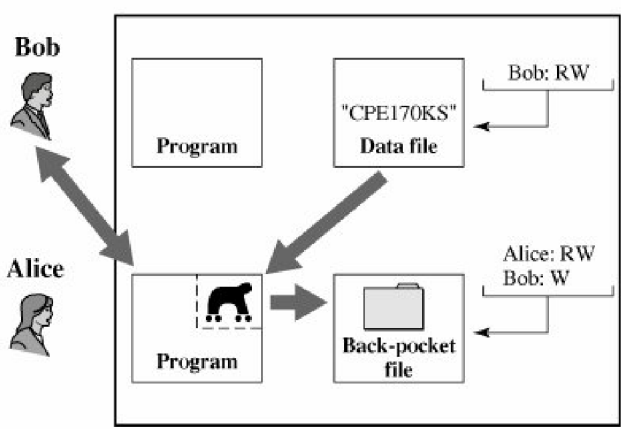 Bob
Program
"CPE170KS"
Data file
Bob: RW
Alice
Program
Back-pocket
file
Alice: RW
Bob: W